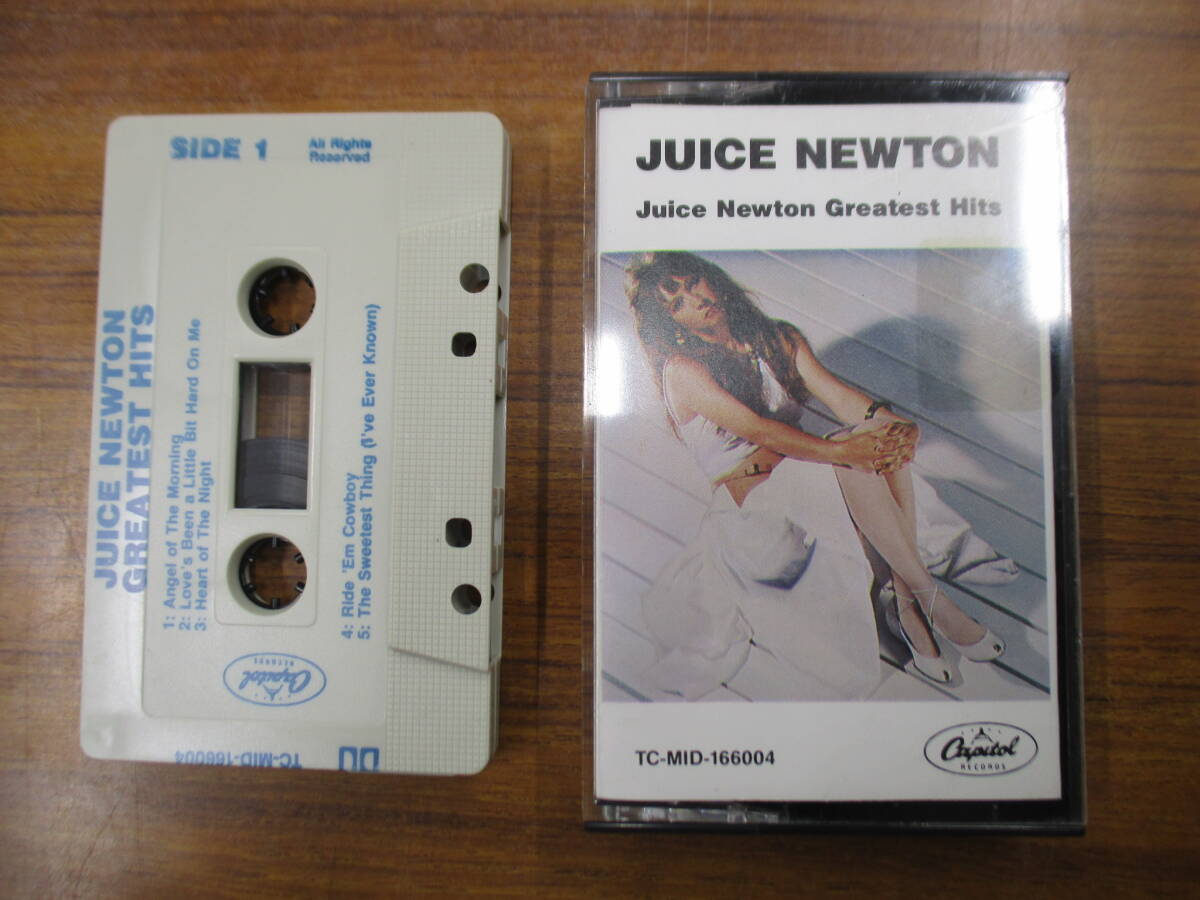 SIDE 1
All Rights
Reserved
JUICE NEWTON
GREATEST HITS
1: Angel of The Morning
2: Love's Been a Little Bit Hard On Me
3: Heart of The Night
4: Ride 'Em Cowboy
5: The Sweetest Thing (I've Ever Known)
Capitol
RECORDS
TC-MID-166004
JUICE NEWTON
Juice Newton Greatest Hits
TC-MID-166004
Capitol
RECORDS